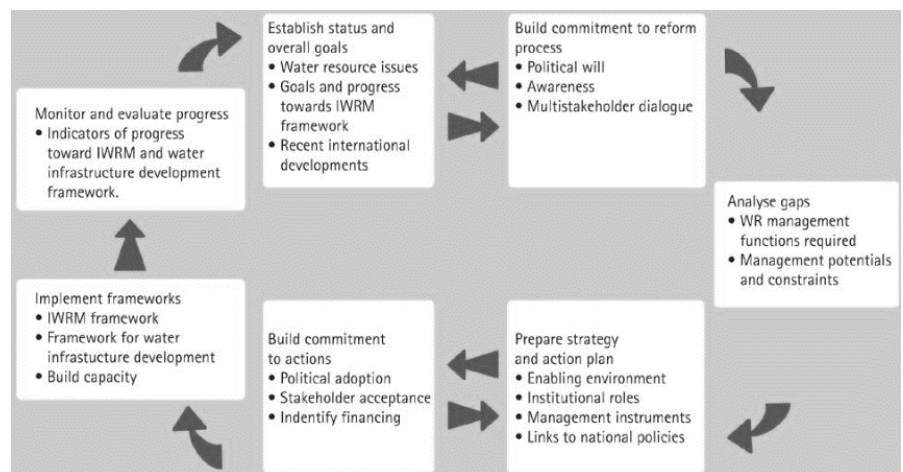 Establish status and
overall goals
• Water resource issues
• Goals and progress
towards IWRM
framework
• Recent international
developments
Build commitment to reform
process
• Political will
• Awareness
• Multistakeholder dialogue
Analyse gaps
• WR management
functions required
• Management potentials
and constraints
Prepare strategy
and action plan
• Enabling environment
• Institutional roles
• Management instruments
• Links to national policies
Build commitment
to actions
• Political adoption
• Stakeholder acceptance
• Indentify financing
Implement frameworks
• IWRM framework
• Framework for water
infrastucture development
• Build capacity
Monitor and evaluate progress
• Indicators of progress
toward IWRM and water
infrastructure development
framework.